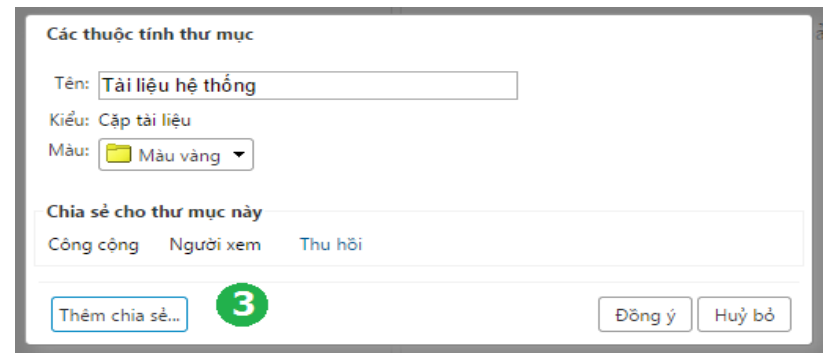 Các thuộc tính thư mục
Tên: Tài liệu hệ thống
Kiểu: Cặp tài liệu
Màu: Màu vàng
Chia sẻ cho thư mục này
Công cộng Người xem Thu hồi
Thêm chia sẻ... 3 Đồng ý Huỷ bỏ